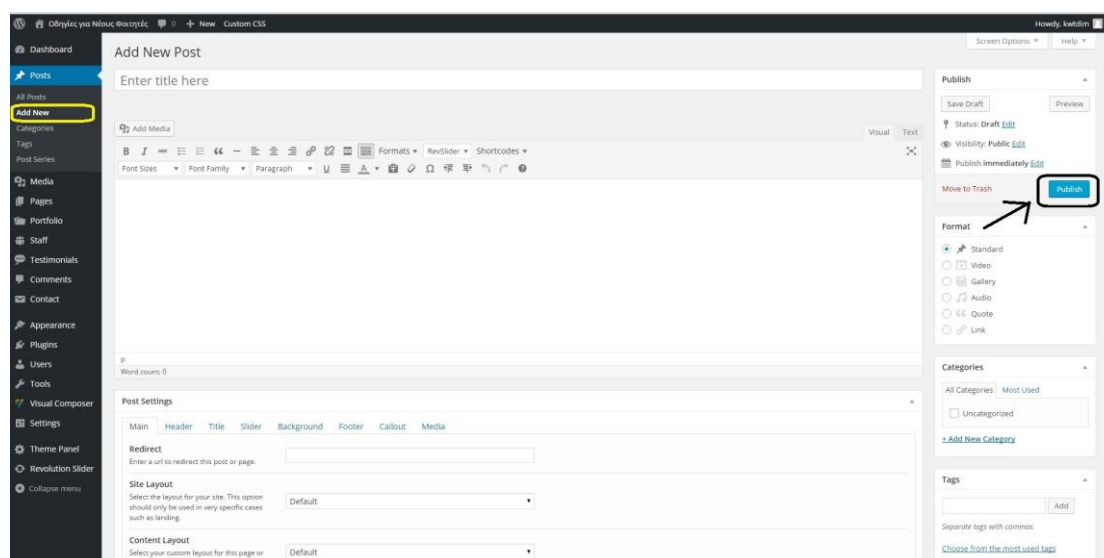 Οδηγίες για Νέους Φοιτητές 0 + New Custom CSS Howdy, kwtdim
Screen Options Help
Dashboard
Posts
All Posts
Add New
Categories
Tags
Post Series
Media
Pages
Portfolio
Staff
Testimonials
Comments
Contact
Appearance
Plugins
Users
Tools
Visual Composer
Settings
Theme Panel
Revolution Slider
Collapse menu
Add New Post
Enter title here
Add Media
Visual Text
B I ABC Formats RevSlider Shortcodes
Font Sizes Font Family Paragraph U A Ω
p
Word count: 0
Post Settings
Main Header Title Slider Background Footer Callout Media
Redirect
Enter a url to redirect this post or page.
Site Layout
Select the layout for your site. This option
should only be used in very specific cases
such as landing.
Default
Content Layout
Select your custom layout for this page or
Default
Publish
Save Draft Preview
Status: Draft Edit
Visibility: Public Edit
Publish immediately Edit
Move to Trash Publish
Format
Standard
Video
Gallery
Audio
Quote
Link
Categories
All Categories Most Used
Uncategorized
+ Add New Category
Tags
Add
Separate tags with commas
Choose from the most used tags